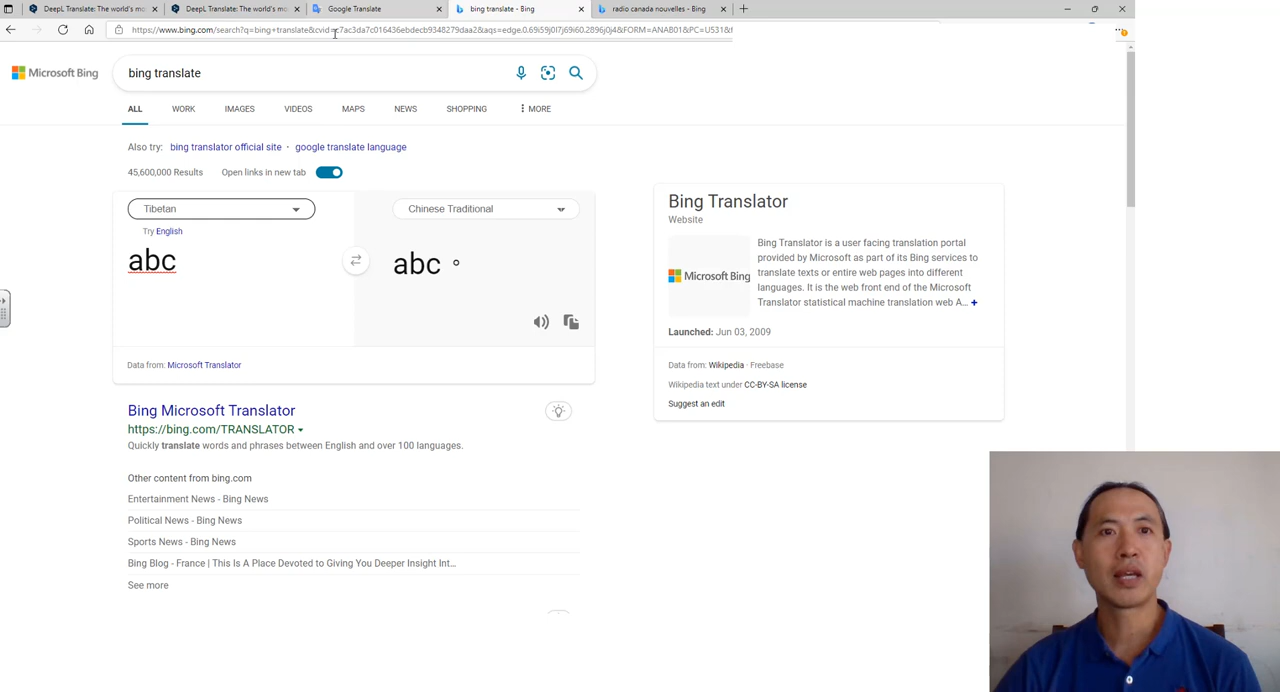 DeepL Translate: The world's mo
DeepL Translate: The world's mo
Google Translate
bing translate - Bing
radio canada nouvelles - Bing
Microsoft Bing
bing translate
ALL
WORK
IMAGES
VIDEOS
MAPS
NEWS
SHOPPING
MORE
Also try: bing translator official site · google translate language
45,600,000 Results
Open links in new tab
Tibetan
Chinese Traditional
Try English
abc
abc 。
Data from: Microsoft Translator
Bing Microsoft Translator
https://bing.com/TRANSLATOR
Quickly translate words and phrases between English and over 100 languages.
Other content from bing.com
Entertainment News - Bing News
Political News - Bing News
Sports News - Bing News
Bing Blog - France | This Is A Place Devoted to Giving You Deeper Insight Int...
See more
Bing Translator
Website
Microsoft Bing
Bing Translator is a user facing translation portal
provided by Microsoft as part of its Bing services to
translate texts or entire web pages into different
languages. It is the web front end of the Microsoft
Translator statistical machine translation web A... +
Launched: Jun 03, 2009
Data from: Wikipedia · Freebase
Wikipedia text under CC-BY-SA license
Suggest an edit